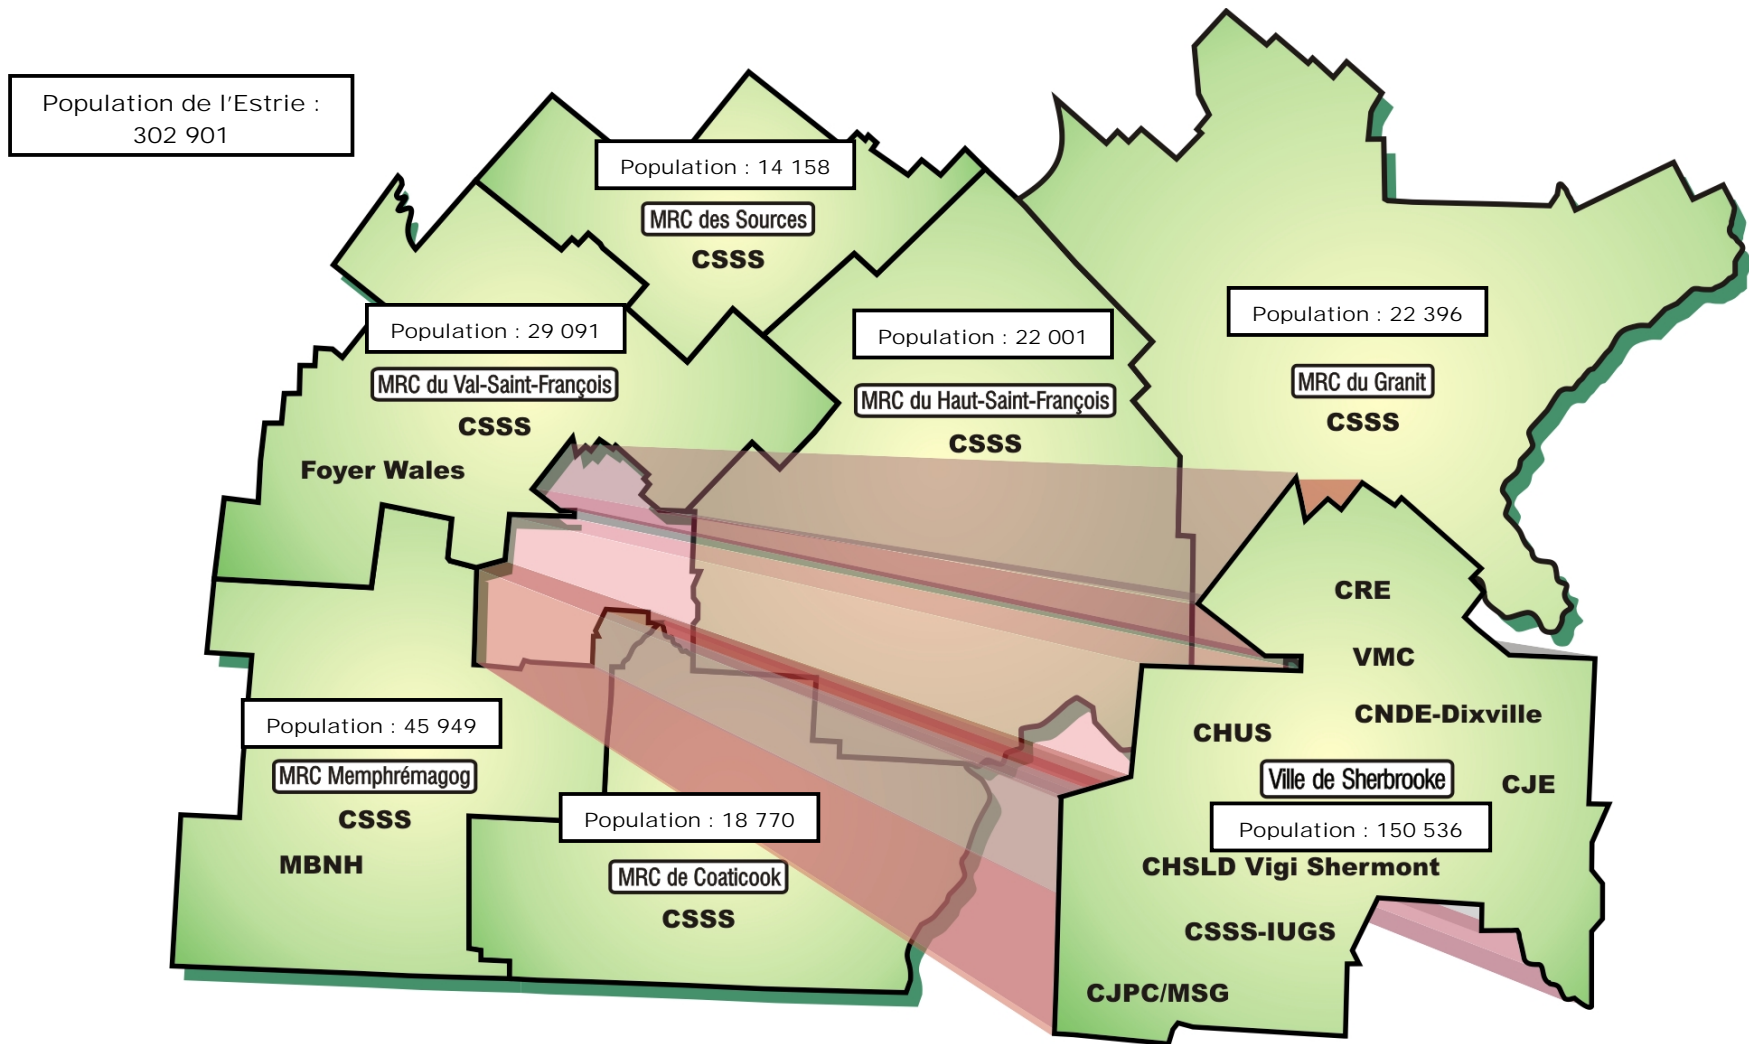 Population de l'Estrie :
302 901
Population : 14 158
MRC des Sources
CSSS
Population : 29 091
MRC du Val-Saint-François
CSSS
Foyer Wales
Population : 22 001
MRC du Haut-Saint-François
CSSS
Population : 22 396
MRC du Granit
CSSS
Population : 45 949
MRC Memphrémagog
CSSS
MBNH
Population : 18 770
MRC de Coaticook
CSSS
CRE
VMC
CNDE-Dixville
CHUS
Ville de Sherbrooke
CJE
Population : 150 536
CHSLD Vigi Shermont
CSSS-IUGS
CJPC/MSG